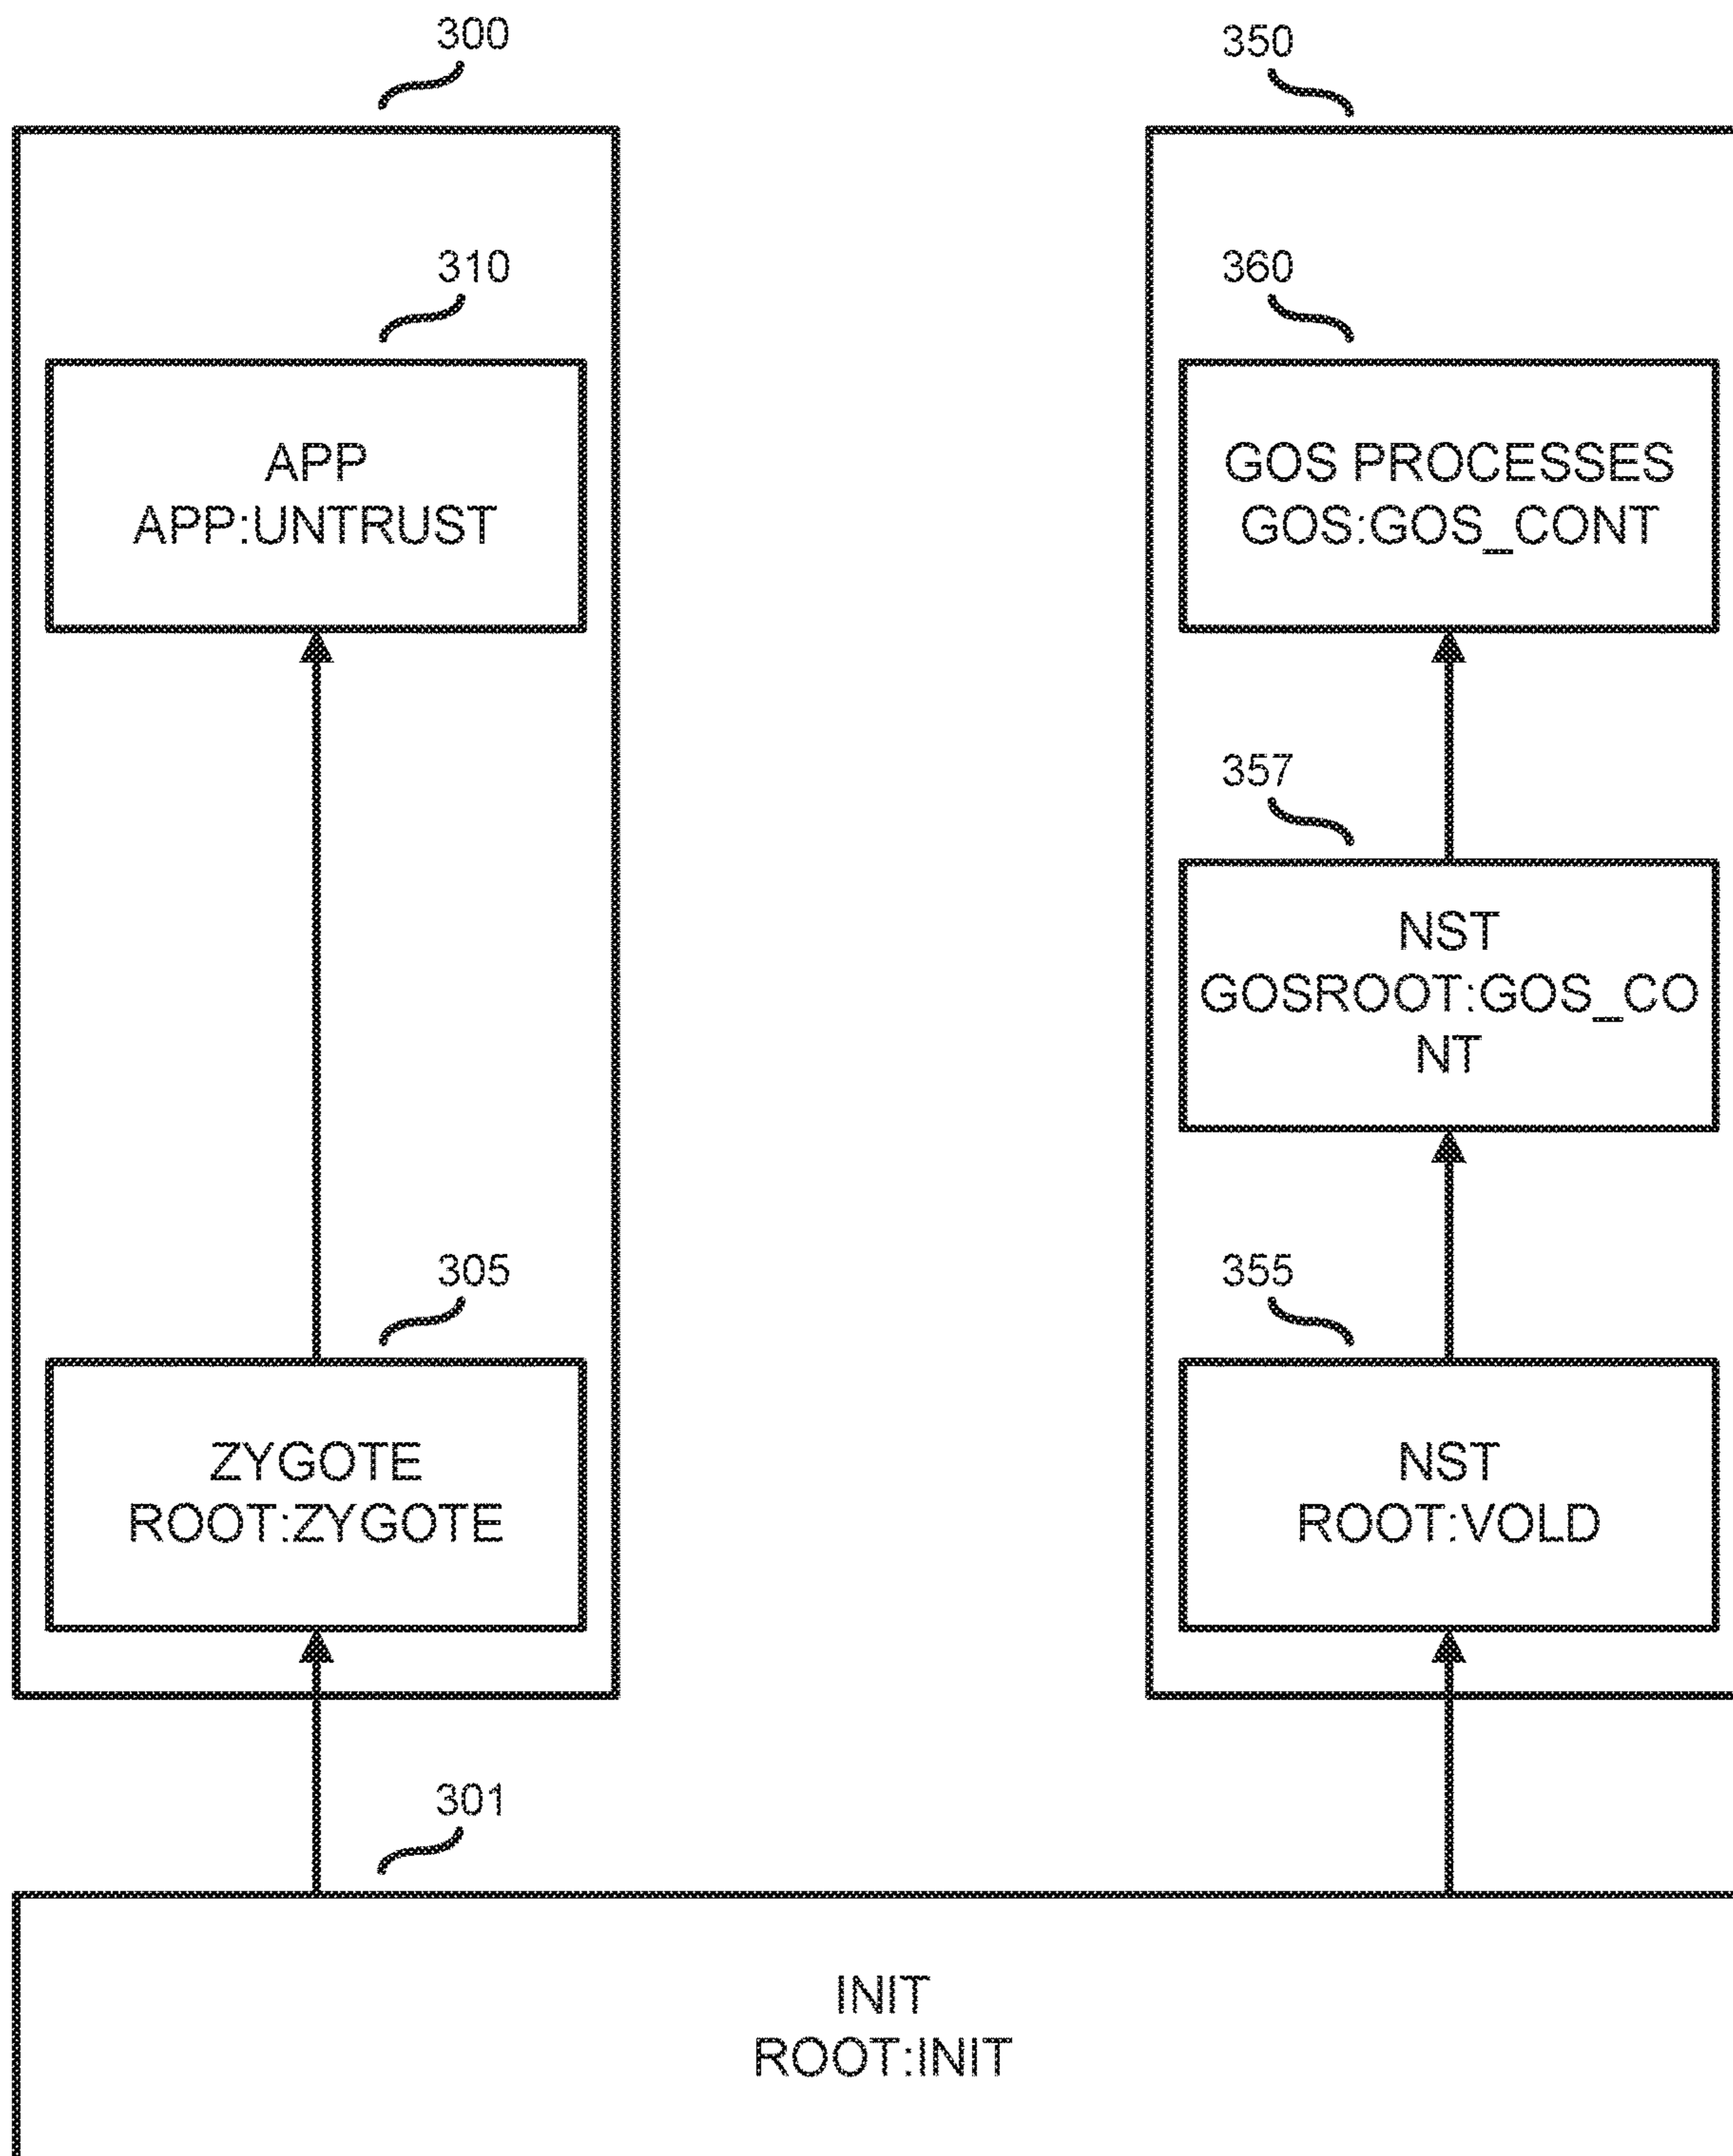 300
350
310
360
APP
APP:UNTRUST
GOS PROCESSES
GOS:GOS_CONT
357
NST
GOSROOT:GOS_CO
NT
305
355
ZYGOTE
ROOT:ZYGOTE
NST
ROOT:VOLD
301
INIT
ROOT:INIT